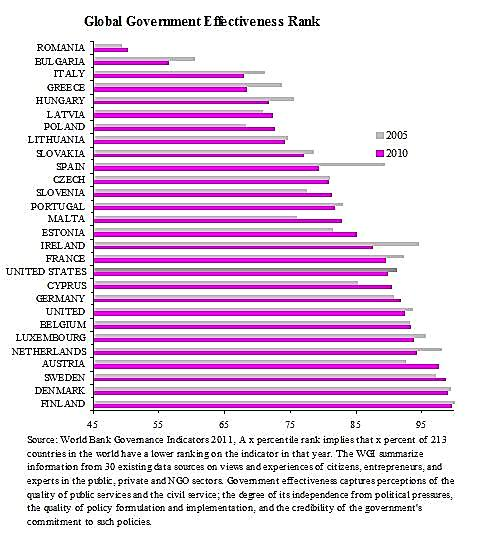 Global Government Effectiveness Rank
ROMANIA
BULGARIA
ITALY
GREECE
HUNGARY
LATVIA
POLAND
LITHUANIA
SLOVAKIA
SPAIN
CZECH
SLOVENIA
PORTUGAL
MALTA
ESTONIA
IRELAND
FRANCE
UNITED STATES
CYPRUS
GERMANY
UNITED
BELGIUM
LUXEMBOURG
NETHERLANDS
AUSTRIA
SWEDEN
DENMARK
FINLAND
2005
2010
45 55 65 75 85 95
Source: World Bank Governance Indicators 2011, A x percentile rank implies that x percent of 213
countries in the world have a lower ranking on the indicator in that year. The WGI summarize
information from 30 existing data sources on views and experiences of citizens, entrepreneurs, and
experts in the public, private and NGO sectors. Government effectiveness captures perceptions of the
quality of public services and the civil service; the degree of its independence from political pressures,
the quality of policy formulation and implementation, and the credibility of the government's
commitment to such policies.